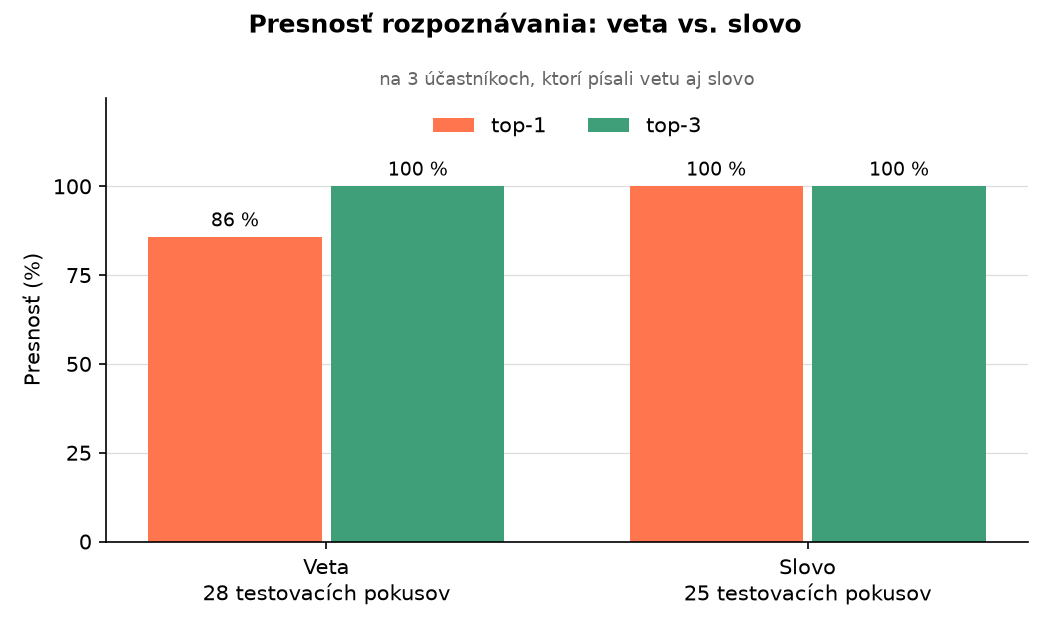 Presnosť rozpoznávania: veta vs. slovo
na 3 účastníkoch, ktorí písali vetu aj slovo
top-1 top-3
86 % 100 % 100 % 100 %
Presnosť (%)
100
75
50
25
0
Veta Slovo
28 testovacích pokusov 25 testovacích pokusov